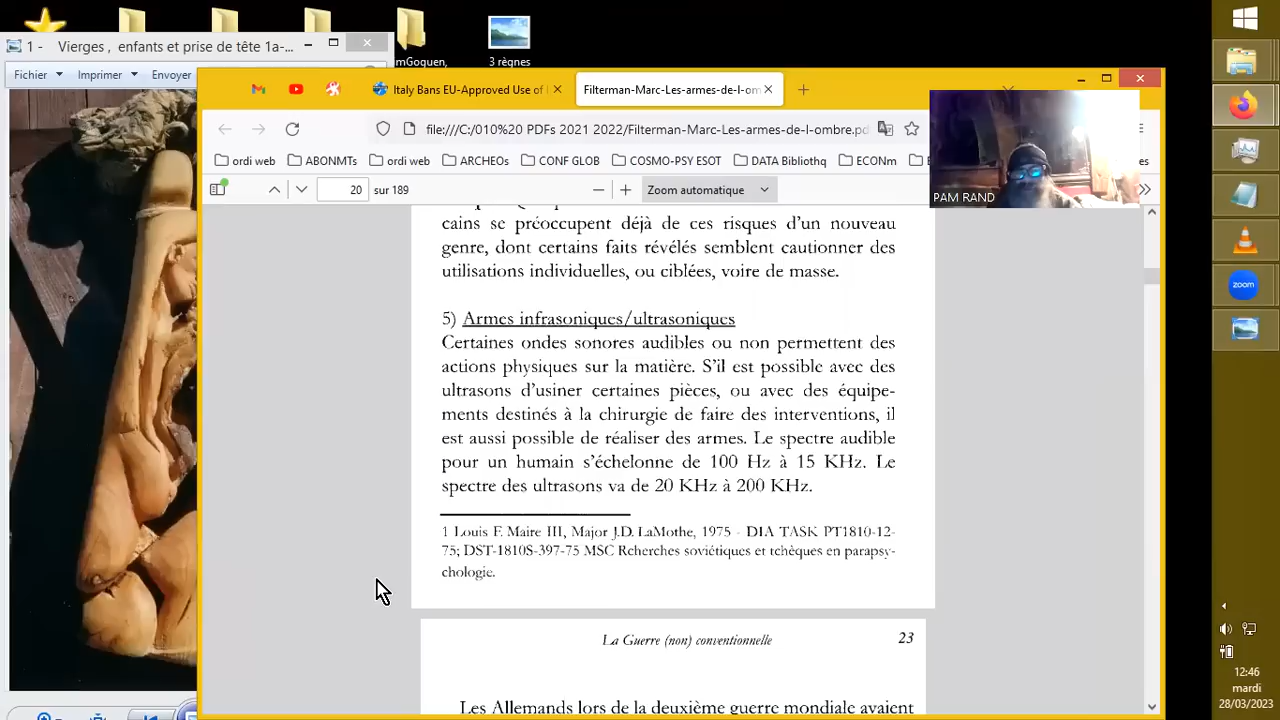 mGoquen,
3 règnes
1 - Vierges , enfants et prise de tête 1a-...
Fichier
Imprimer
Envoyer
Italy Bans EU-Approved Use of
Filterman-Marc-Les-armes-de-l-om
file:///C:/010%20 PDFs 2021 2022/Filterman-Marc-Les-armes-de-l-ombre.pd
ordi web
ABONMTs
ordi web
ARCHEOs
CONF GLOB
COSMO-PSY ESOT
DATA Bibliothq
ECONm
PAM RAND
20 sur 189
Zoom automatique
cains se préoccupent déjà de ces risques d'un nouveau
genre, dont certains faits révélés semblent cautionner des
utilisations individuelles, ou ciblées, voire de masse.
5) Armes infrasoniques/ultrasoniques
Certaines ondes sonores audibles ou non permettent des
actions physiques sur la matière. S'il est possible avec des
ultrasons d'usiner certaines pièces, ou avec des équipe-
ments destinés à la chirurgie de faire des interventions, il
est aussi possible de réaliser des armes. Le spectre audible
pour un humain s'échelonne de 100 Hz à 15 KHz. Le
spectre des ultrasons va de 20 KHz à 200 KHz.
1 Louis F. Maire III, Major J.D. LaMothe, 1975 - DIA TASK PT1810-12-
75; DST-1810S-397-75 MSC Rcherches soviétiques et tchèques en parapsy-
chologie.
La Guerre (non) conventionnelle 23
Les Allemands lors de la deuxième guerre mondiale avaient
zoom
12:46
mardi
28/03/2023